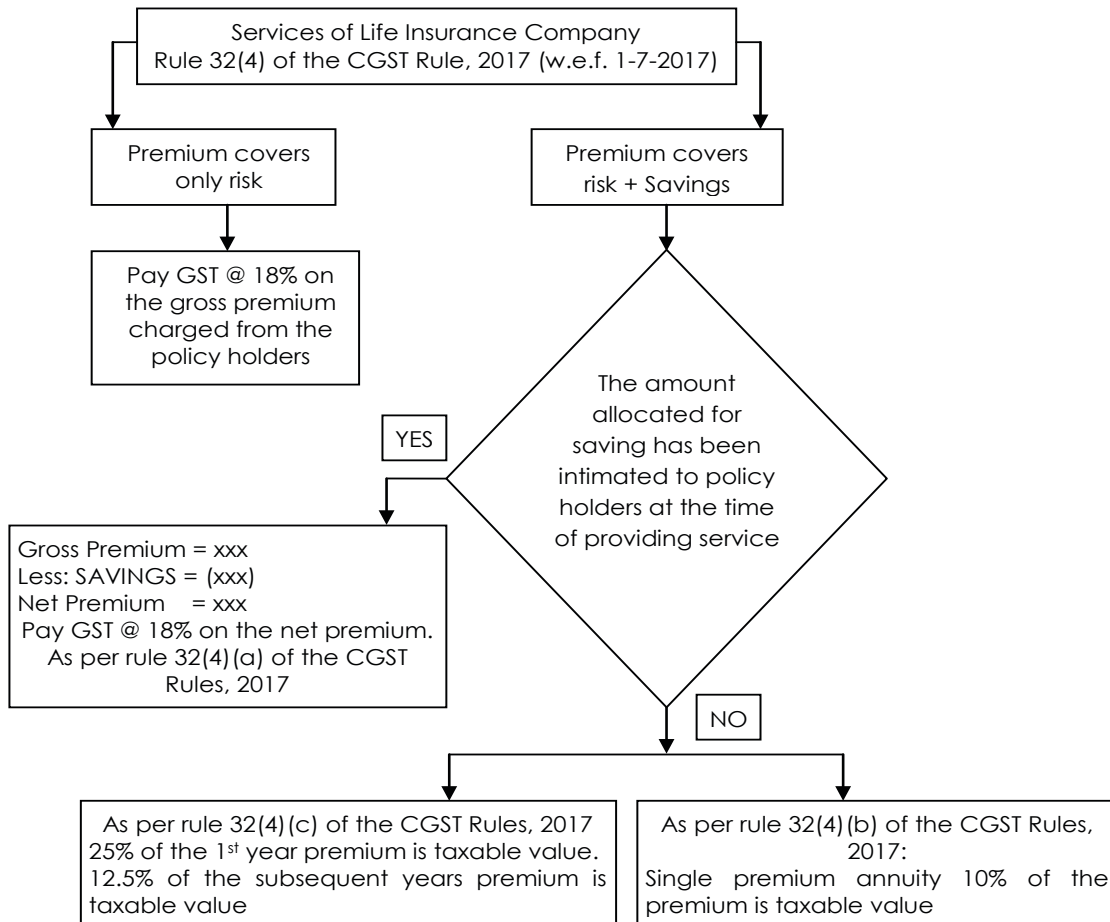 Services of Life Insurance Company
Rule 32(4) of the CGST Rule, 2017 (w.e.f. 1-7-2017)
Premium covers
only risk
Premium covers
risk + Savings
Pay GST @ 18% on
the gross premium
charged from the
policy holders
The amount
allocated for
saving has been
intimated to policy
holders at the time
of providing service
YES
Gross Premium = xxx
Less: SAVINGS = (xxx)
Net Premium = xxx
Pay GST @ 18% on the net premium.
As per rule 32(4)(a) of the CGST
Rules, 2017
NO
As per rule 32(4)(c) of the CGST Rules, 2017
25% of the 1st year premium is taxable value.
12.5% of the subsequent years premium is
taxable value
As per rule 32(4)(b) of the CGST Rules,
2017:
Single premium annuity 10% of the
premium is taxable value